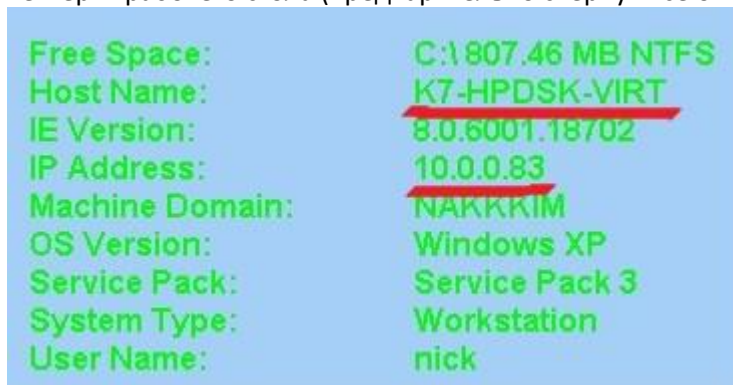 Free Space: C:\ 807.46 MB NTFS
Host Name: K7-HPDSK-VIRT
IE Version: 8.0.6001.18702
IP Address: 10.0.0.83
Machine Domain: NAKKKIM
OS Version: Windows XP
Service Pack: Service Pack 3
System Type: Workstation
User Name: nick